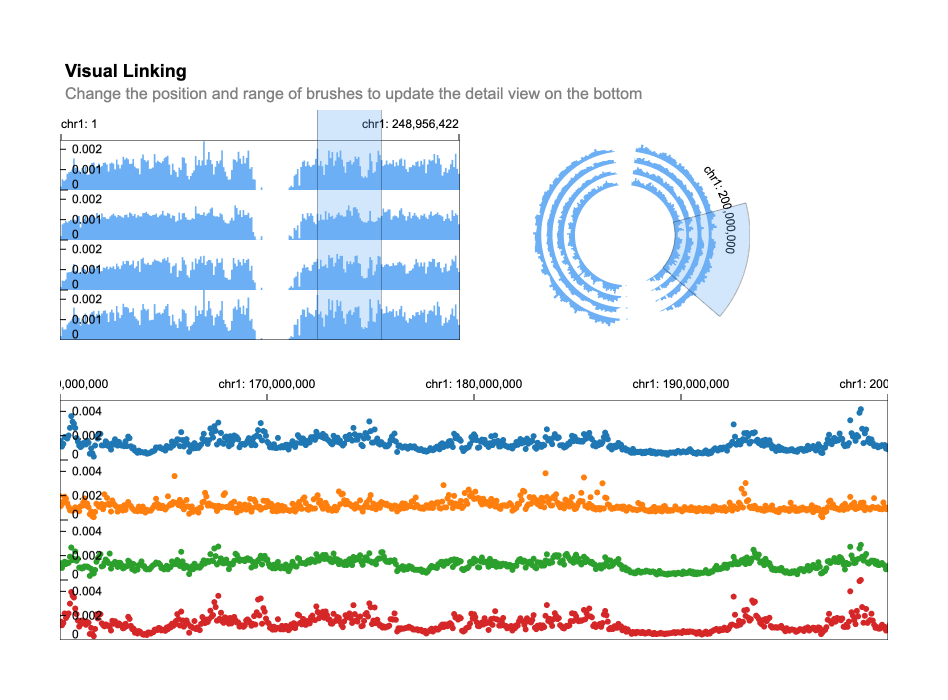 Visual Linking
Change the position and range of brushes to update the detail view on the bottom
chr1: 1
chr1: 248,956,422
0.002
0.001
0
0.002
0.001
0
0.002
0.001
0
0.002
0.001
0
chr1: 200,000,000
0,000,000
chr1: 170,000,000
chr1: 180,000,000
chr1: 190,000,000
chr1: 200
0.004
0.002
0
0.004
0.002
0
0.004
0.002
0
0.004
0.002
0